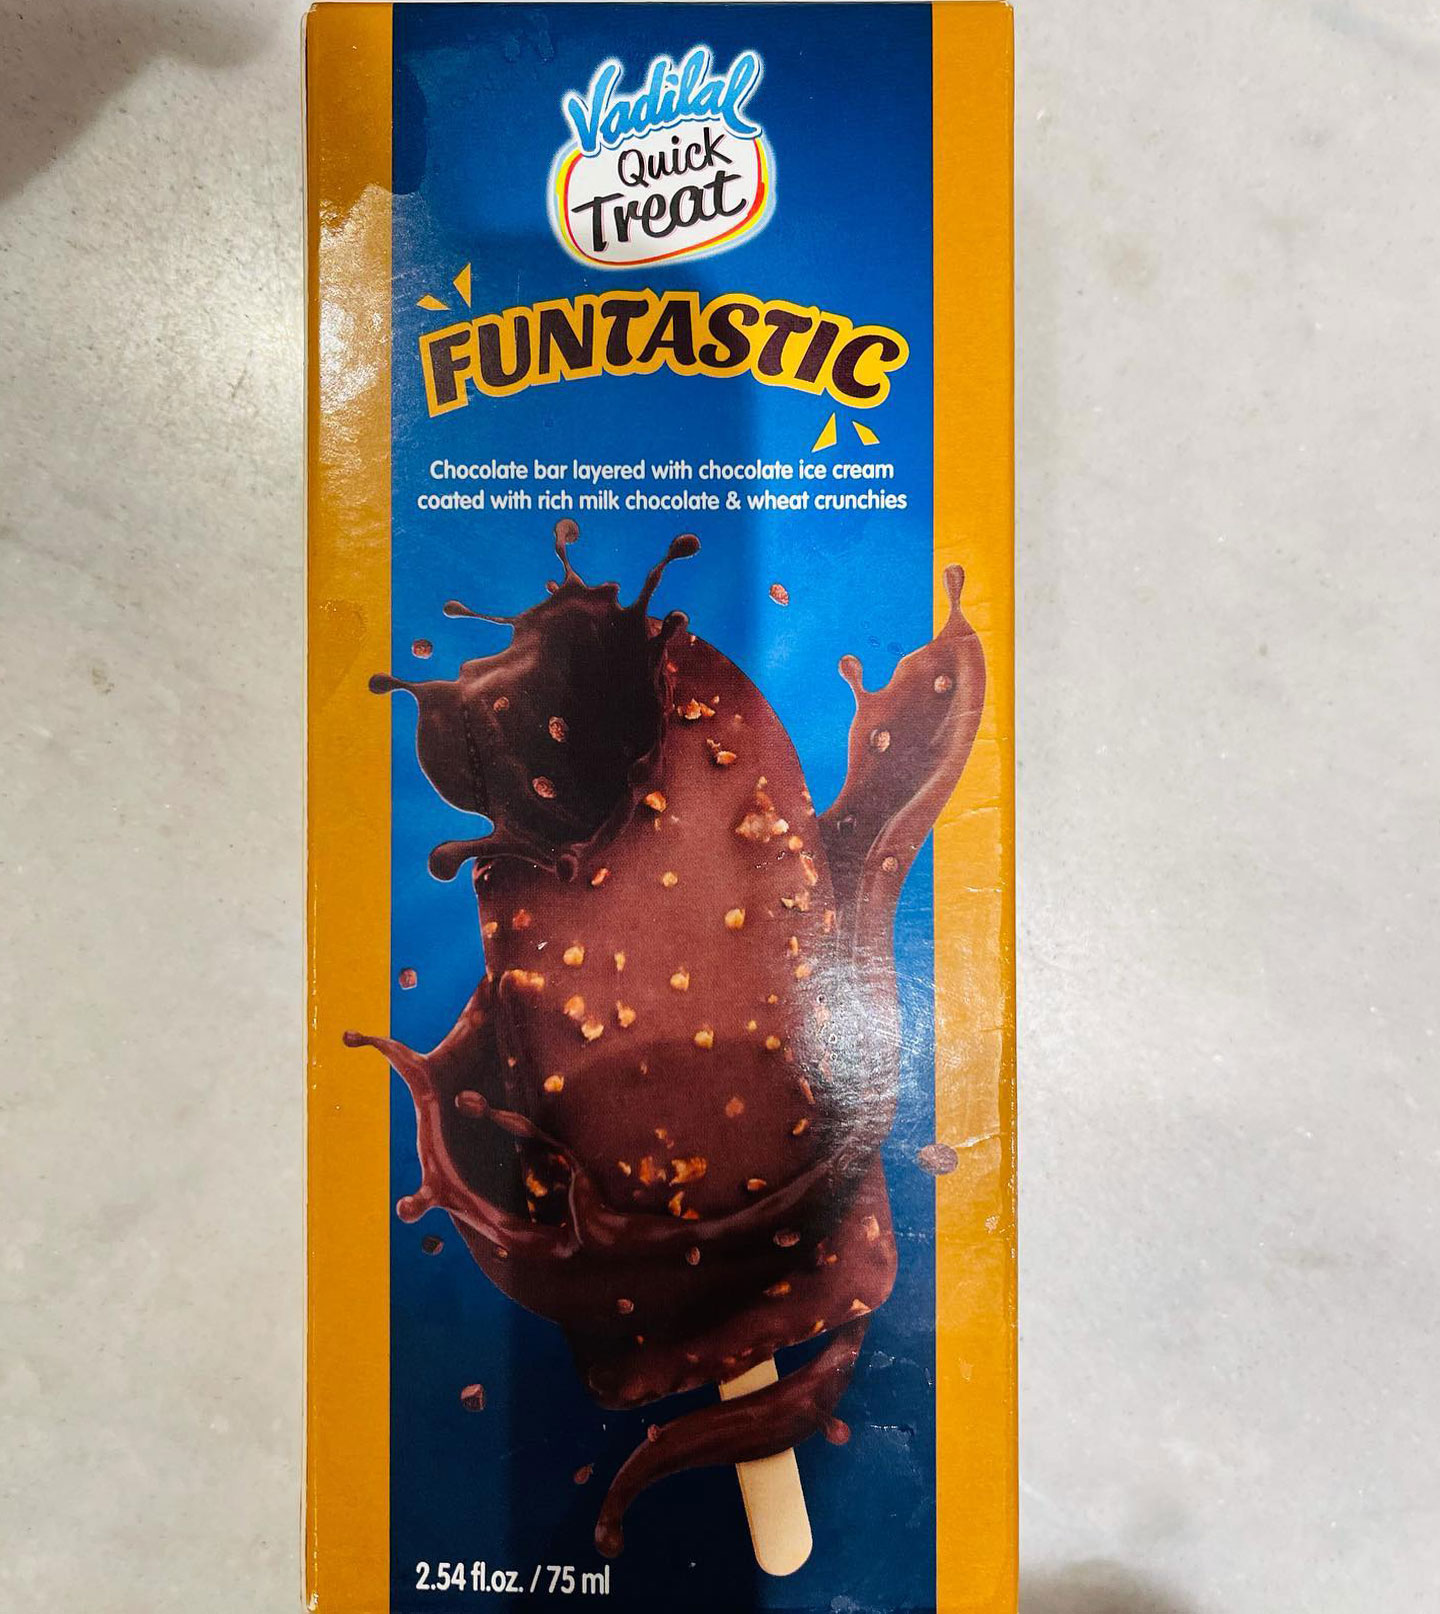 Vadilal
Quick
Treat
FUNTASTIC
Chocolate bar layered with chocolate ice cream
coated with rich milk chocolate & wheat crunchies
2.54 fl.oz. / 75 ml